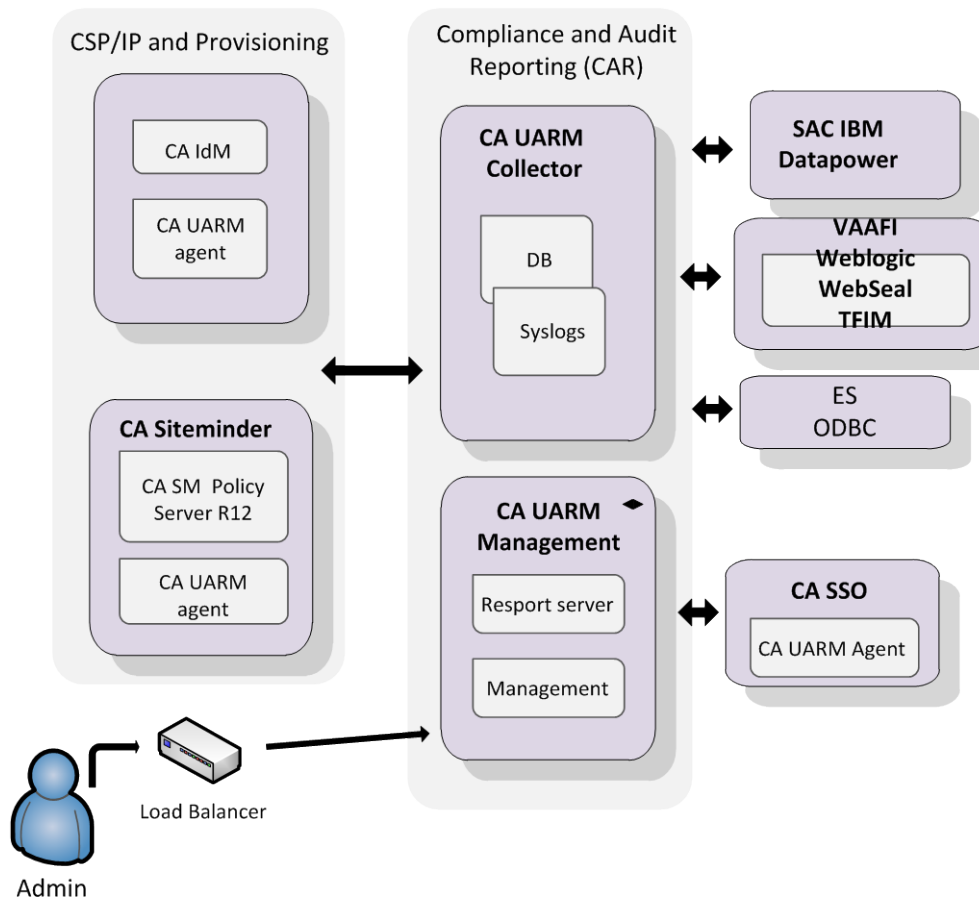 CSP/IP and Provisioning
CA IdM
CA UARM
agent
CA Siteminder
CA SM Policy
Server R12
CA UARM
agent
Compliance and Audit
Reporting (CAR)
CA UARM
Collector
DB
Syslogs
CA UARM
Management
Resport server
Management
SAC IBM
Datapower
VAAFI
Weblogic
WebSeal
TFIM
ES
ODBC
CA SSO
CA UARM Agent
Load Balancer
Admin